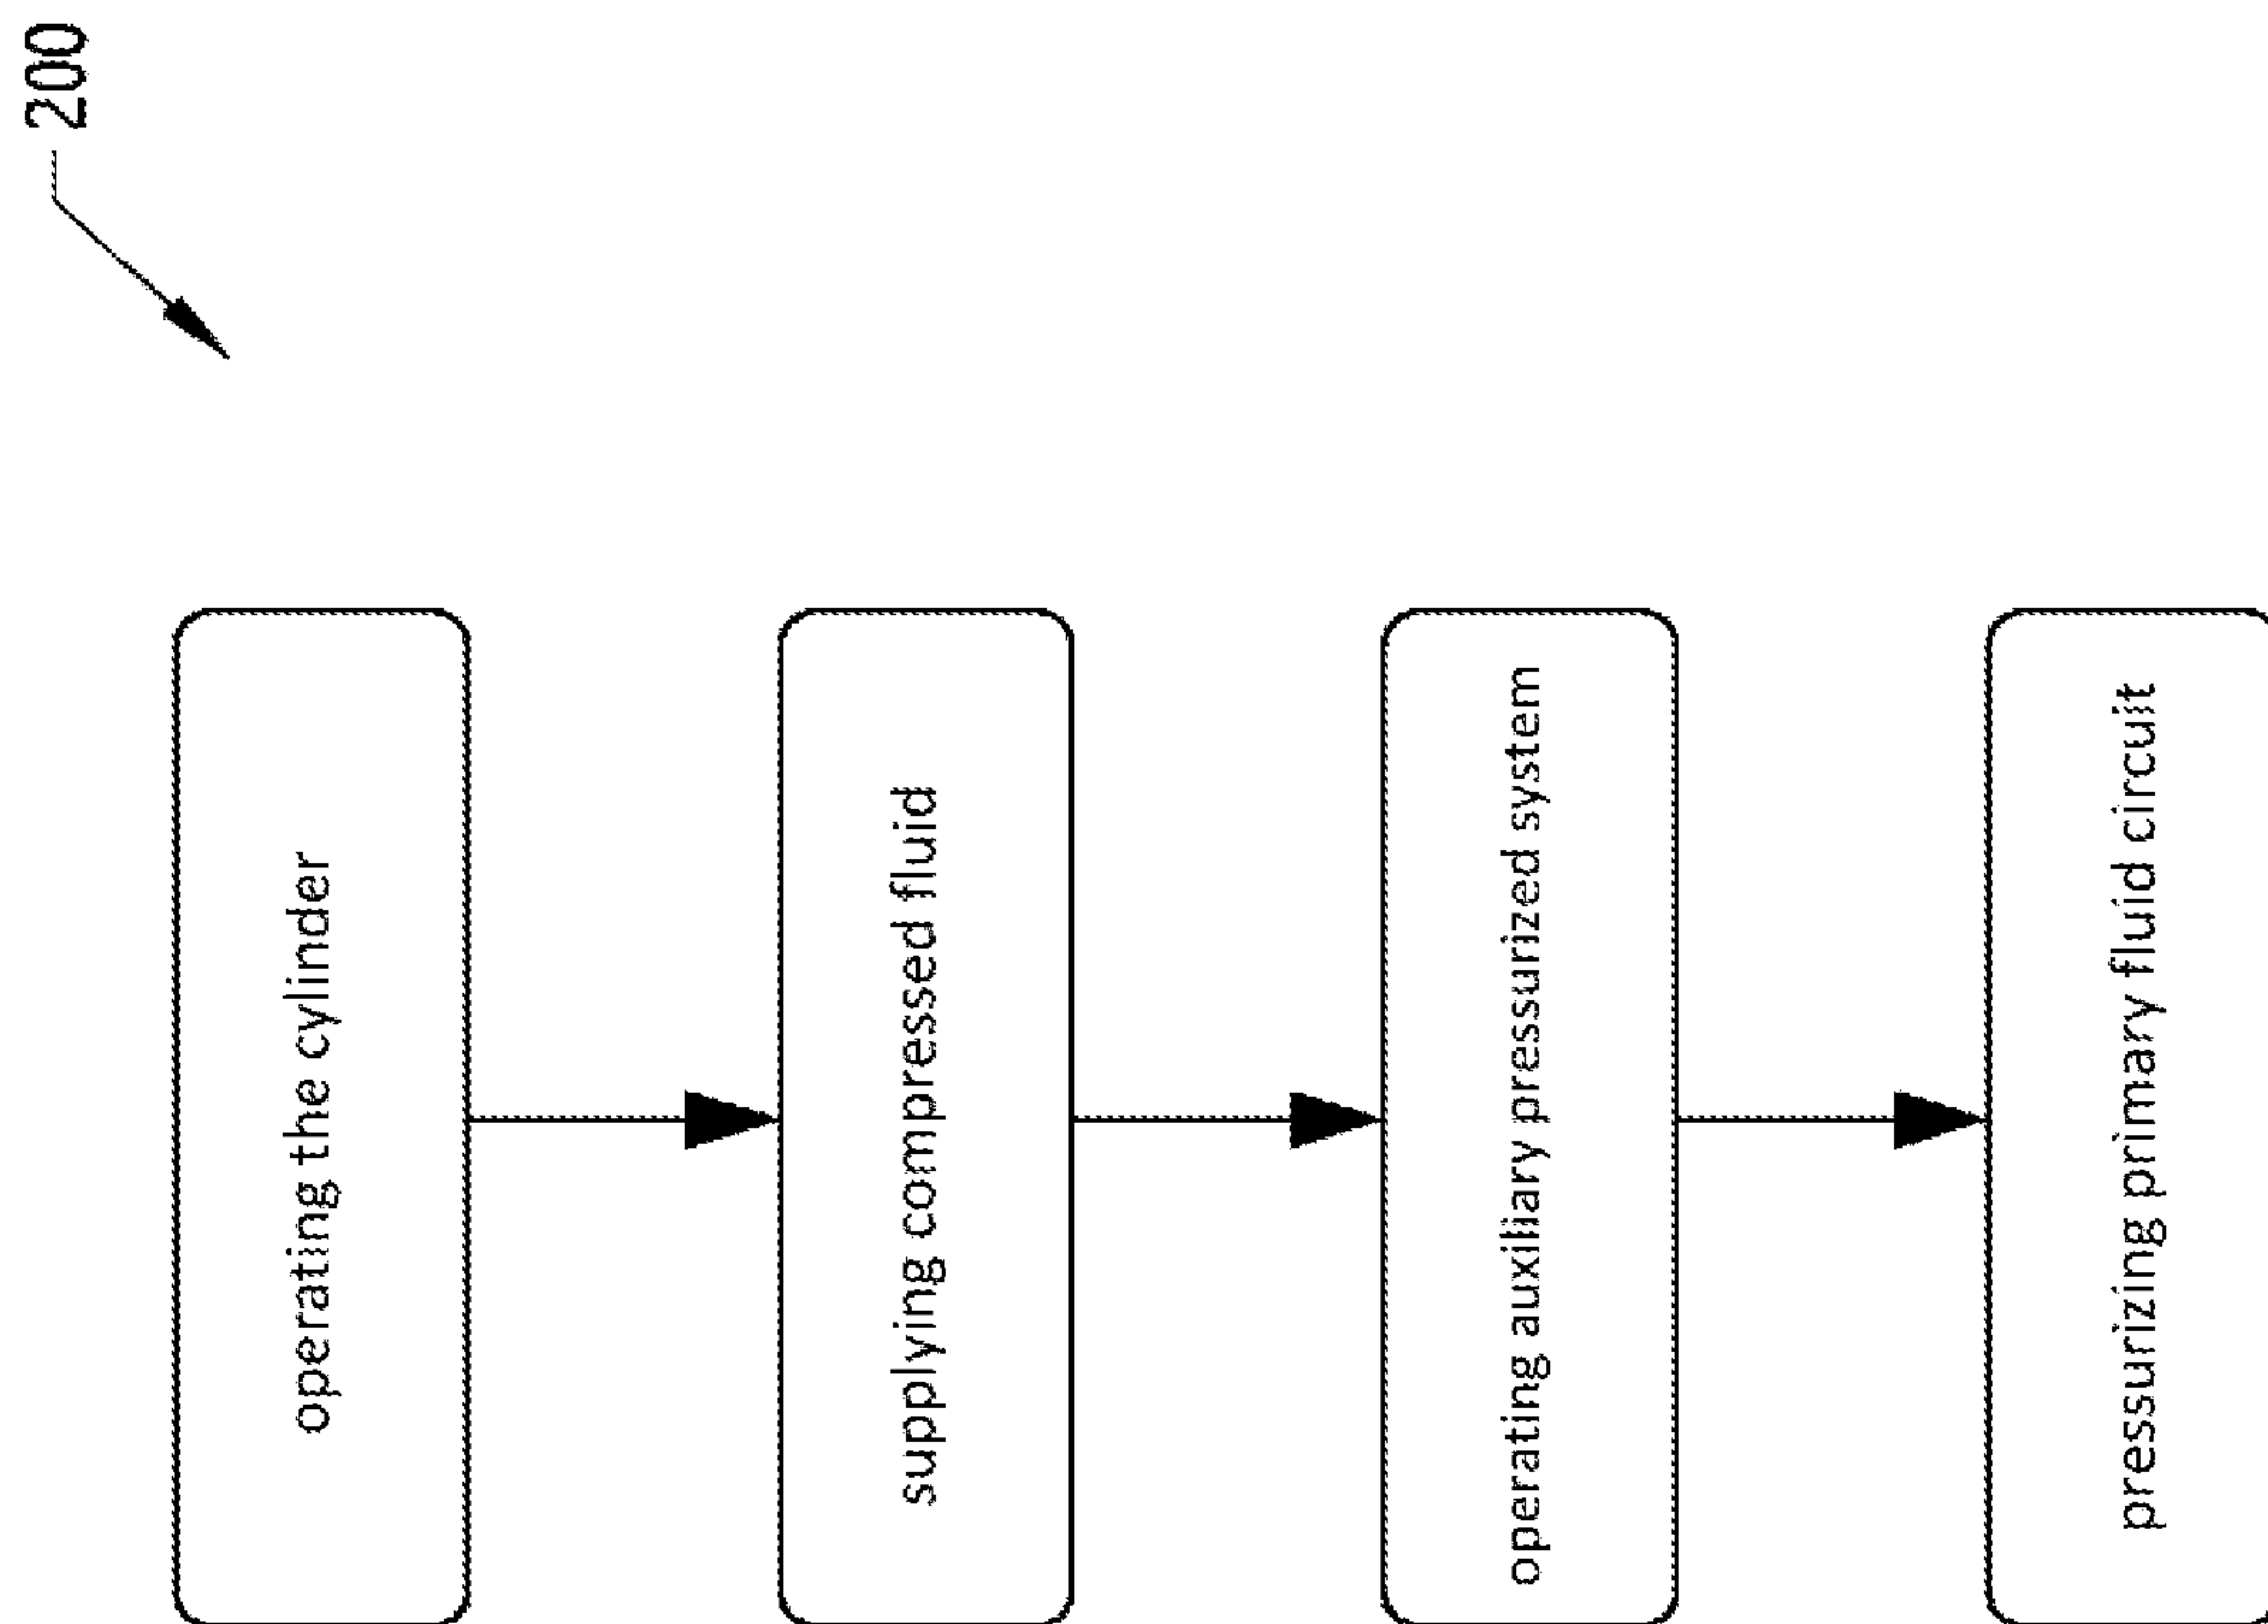 200
operating the cylinder
supplying compressed fluid
operating auxiliary pressurized system
pressurizing primary fluid circuit